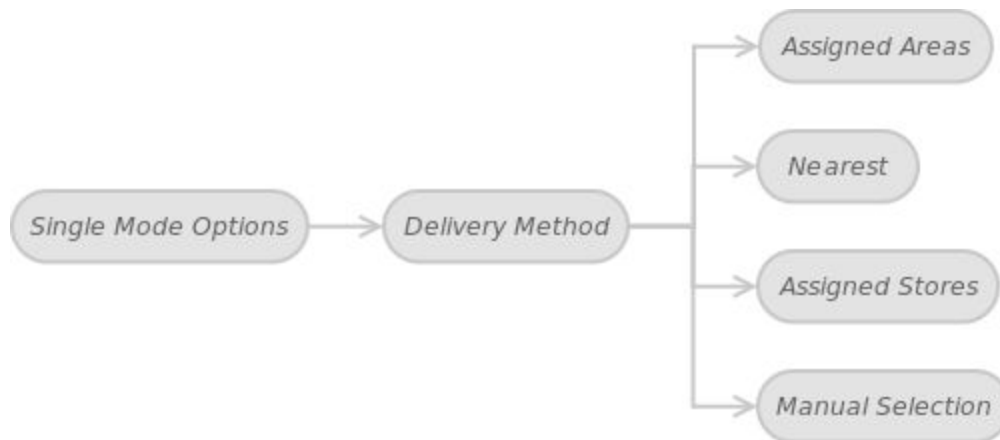 Single Mode Options
Delivery Method
Assigned Areas
Nearest
Assigned Stores
Manual Selection